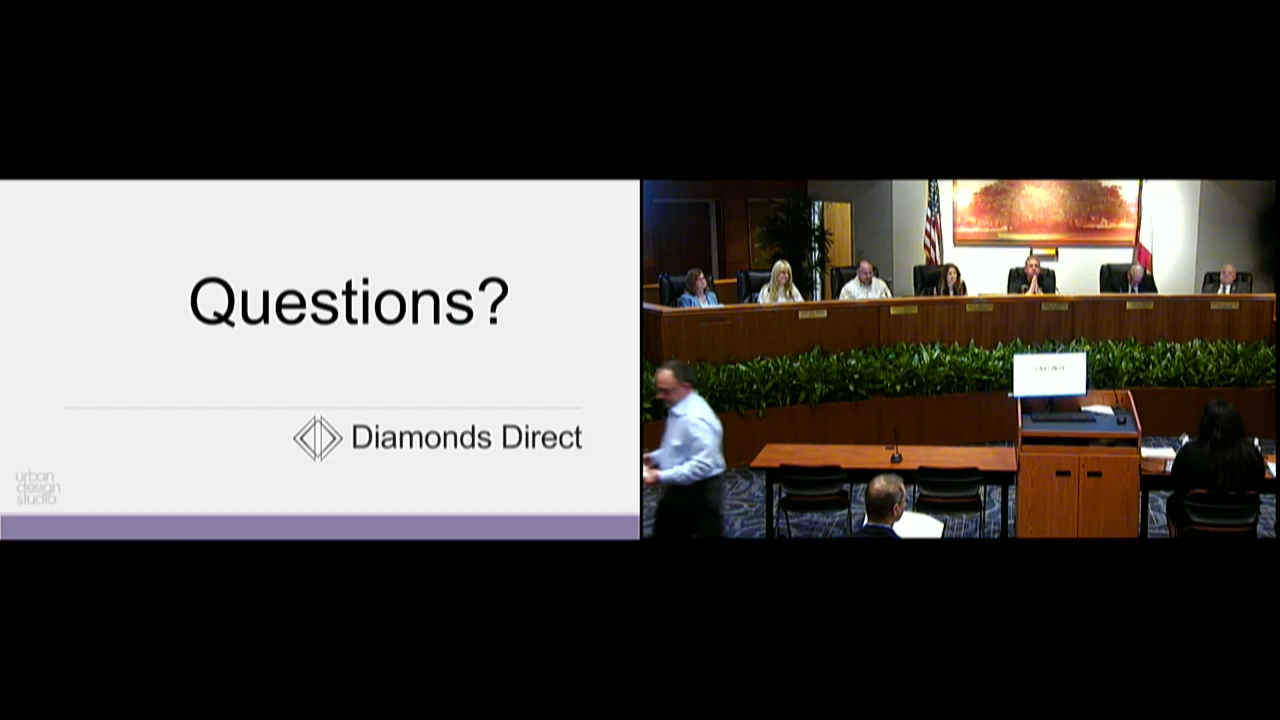 Questions?
Diamonds Direct
urban
design
studio